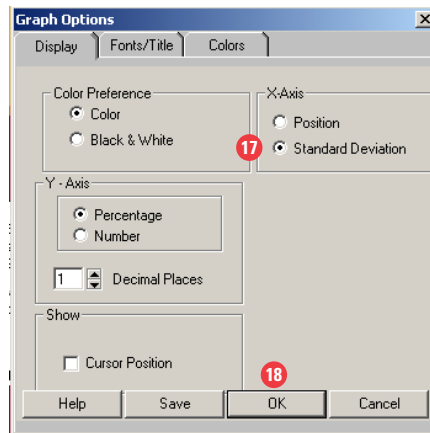 Graph Options
Display Fonts/Title Colors
Color Preference
Color
Black & White
X-Axis
Position
17 Standard Deviation
Y - Axis
Percentage
Number
1 Decimal Places
Show
Cursor Position
18
Help Save OK Cancel